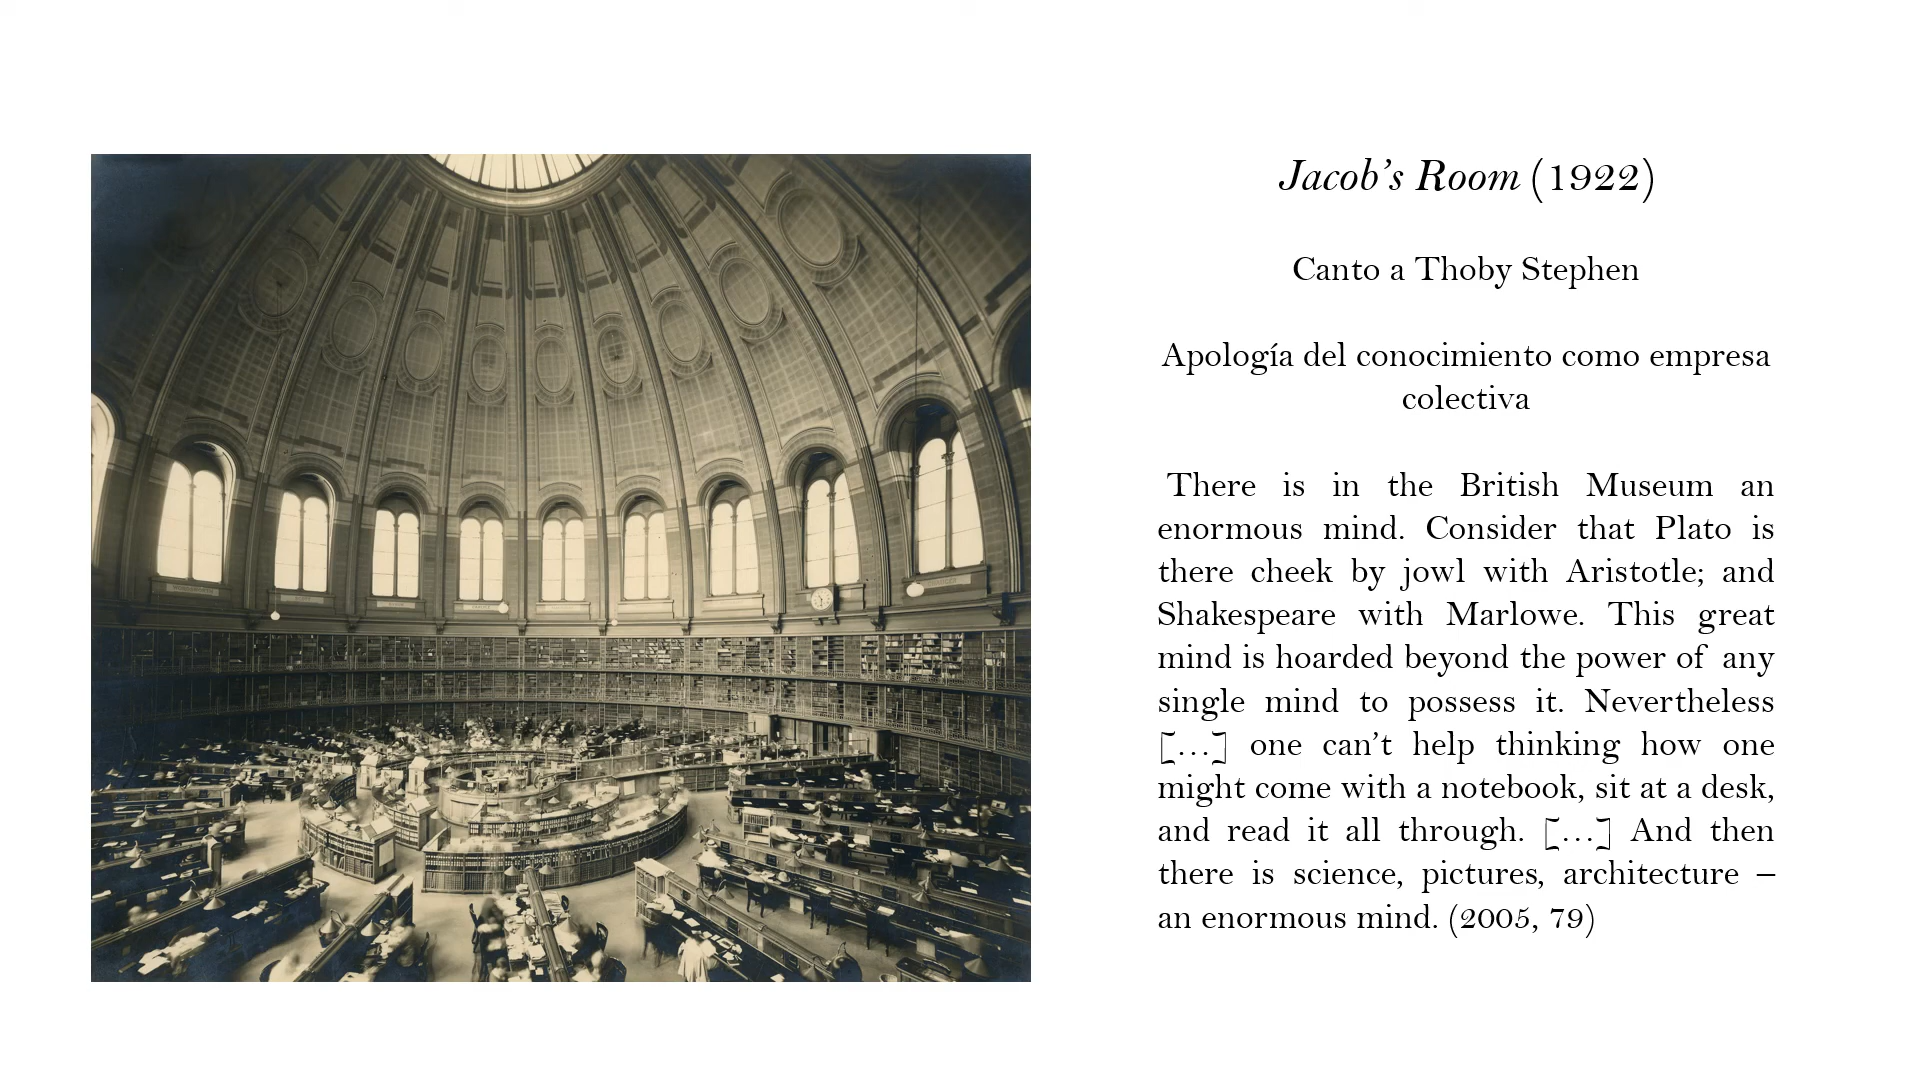 Jacob’s Room (1922)
Canto a Thoby Stephen
Apología del conocimiento como empresa
colectiva
There is in the British Museum an
enormous mind. Consider that Plato is
there cheek by jowl with Aristotle; and
Shakespeare with Marlowe. This great
mind is hoarded beyond the power of any
single mind to possess it. Nevertheless
[…] one can’t help thinking how one
might come with a notebook, sit at a desk,
and read it all through. […] And then
there is science, pictures, architecture –
an enormous mind. (2005, 79)